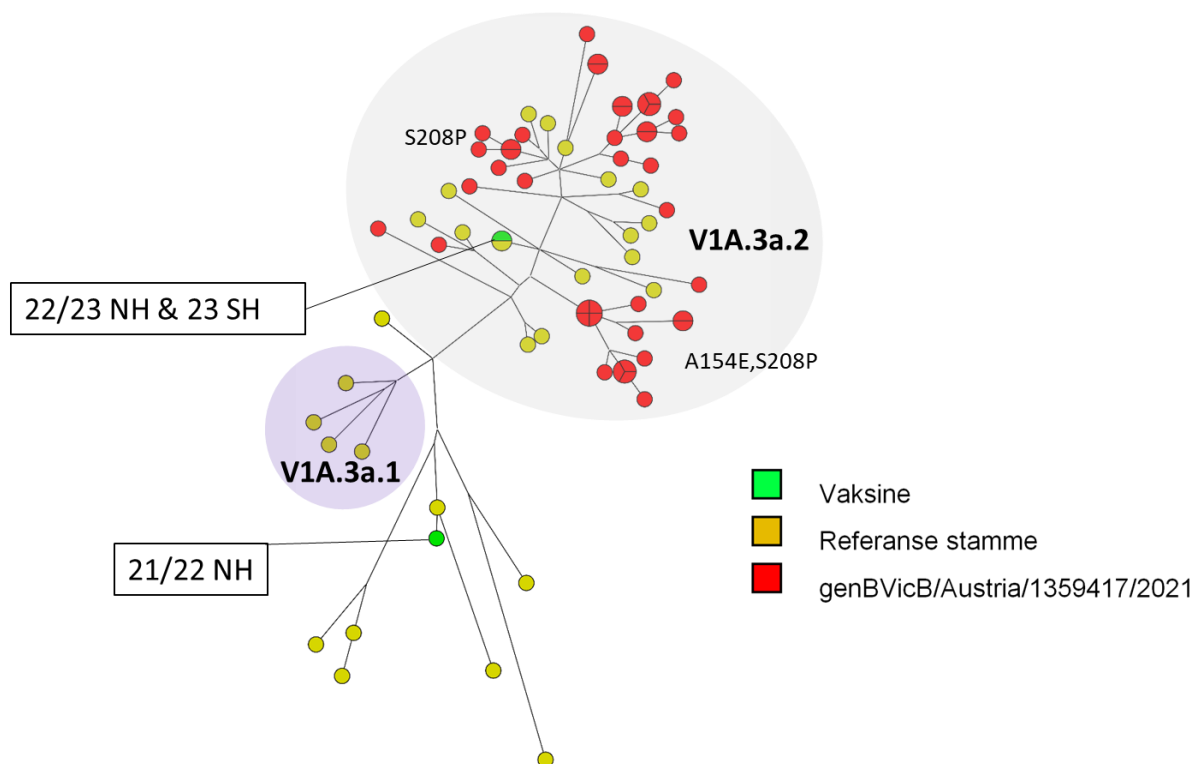 S208P
V1A.3a.2
22/23 NH & 23 SH
A154E,S208P
V1A.3a.1
21/22 NH
Vaksine
Referanse stamme
genBVicB/Austria/1359417/2021